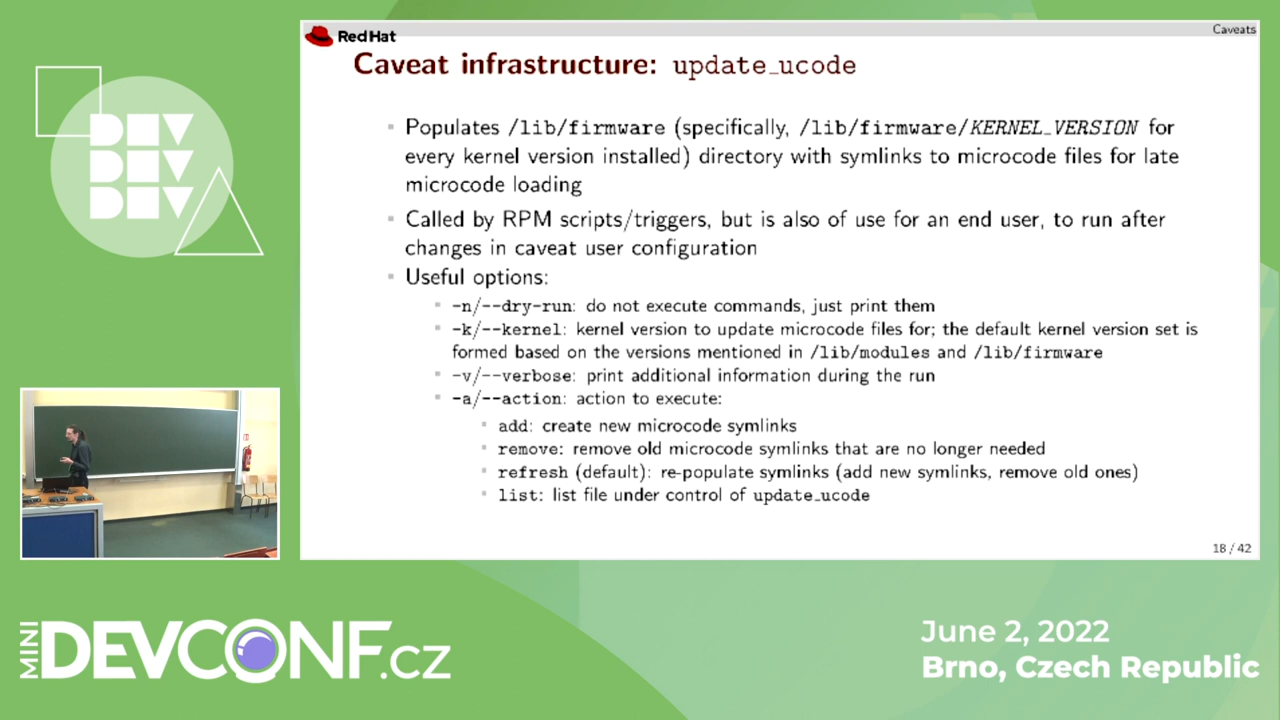 Red Hat
Caveats
Caveat infrastructure: update_ucode
Populates /lib/firmware (specifically, /lib/firmware/KERNEL_VERSION for
every kernel version installed) directory with symlinks to microcode files for late
microcode loading
Called by RPM scripts/triggers, but is also of use for an end user, to run after
changes in caveat user configuration
Useful options:
-n/--dry-run: do not execute commands, just print them
-k/--kernel: kernel version to update microcode files for; the default kernel version set is
formed based on the versions mentioned in /lib/modules and /lib/firmware
-v/--verbose: print additional information during the run
-a/--action: action to execute:
add: create new microcode symlinks
remove: remove old microcode symlinks that are no longer needed
refresh (default): re-populate symlinks (add new symlinks, remove old ones)
list: list file under control of update_ucode
18 / 42
DEV
DEV
DEV
MINI
DEVCONF.cz
June 2, 2022
Brno, Czech Republic